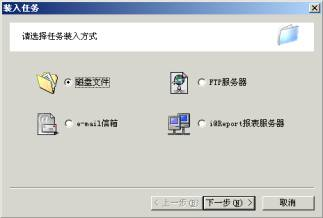 装入任务
请选择任务装入方式
磁盘文件
FTP服务器
e-mail信箱
i@Report报表服务器
< 上一步(B) 下一步(N) > 取消